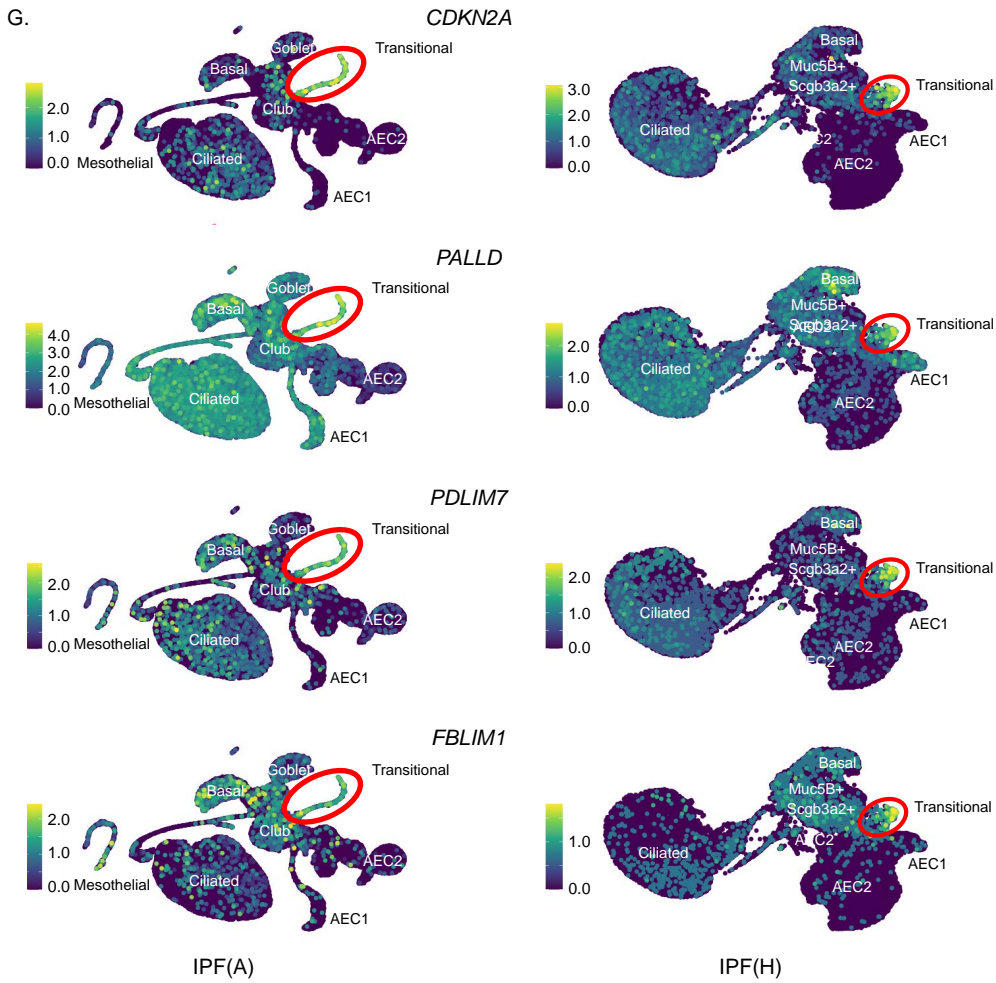 G.
CDKN2A
Goblet
Transitional
Basal
2.0
1.0
0.0
Club
AEC2
Mesothelial
Ciliated
AEC1
Basal
Muc5B+
Scgb3a2+
Transitional
3.0
2.0
1.0
0.0
Ciliated
AEC1
AEC2
PALLD
Goblet
Transitional
Basal
4.0
3.0
2.0
1.0
0.0
Club
AEC2
Mesothelial
Ciliated
AEC1
Basal
Muc5B+
Scgb3a2+
Transitional
2.0
1.0
0.0
Ciliated
AEC1
AEC2
PDLIM7
Goblet
Transitional
Basal
2.0
1.0
0.0
Club
AEC2
Mesothelial
Ciliated
AEC1
Basal
Muc5B+
Scgb3a2+
Transitional
2.0
1.0
0.0
Ciliated
AEC1
AEC2
FBLIM1
Goblet
Transitional
Basal
2.0
1.0
0.0
Club
AEC2
Mesothelial
Ciliated
AEC1
Basal
Muc5B+
Scgb3a2+
Transitional
1.0
0.0
AEC2
Ciliated
AEC1
AEC2
IPF(A)
IPF(H)